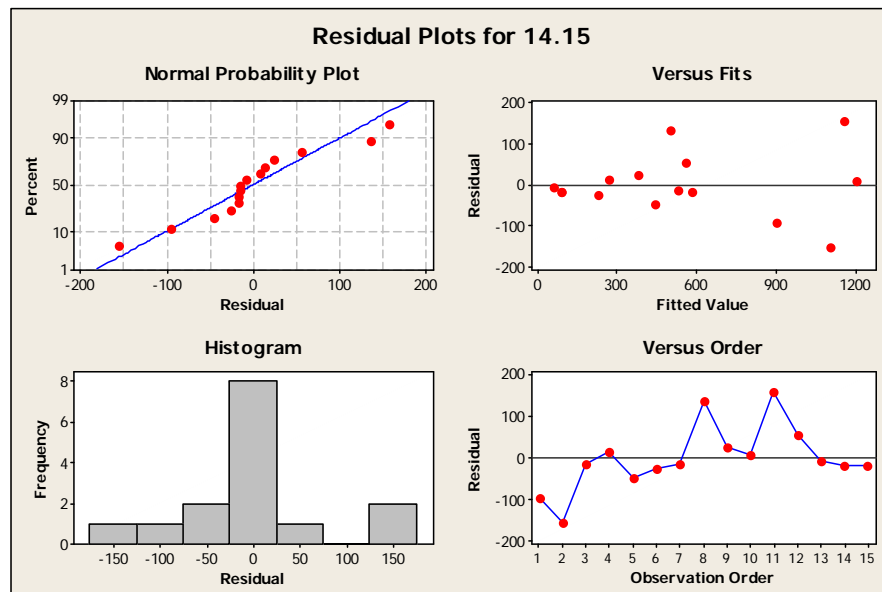 Residual Plots for 14.15
Normal Probability Plot
99
90
50
10
1
Percent
-200 -100 0 100 200
Residual
Versus Fits
200
100
0
-100
-200
Residual
0 300 600 900 1200
Fitted Value
Histogram
8
6
4
2
0
Frequency
-150 -100 -50 0 50 100 150
Residual
Versus Order
200
100
0
-100
-200
Residual
1 2 3 4 5 6 7 8 9 10 11 12 13 14 15
Observation Order